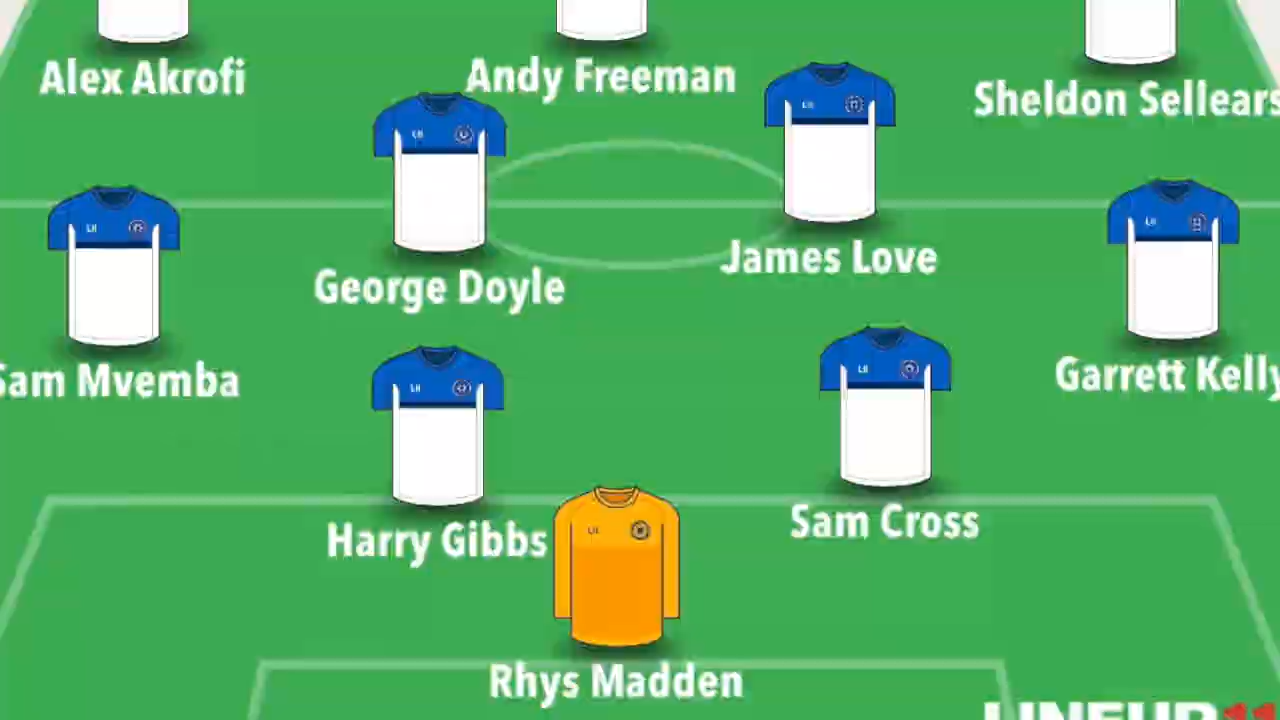 Alex Akrofi
Andy Freeman
Sheldon Sellears
George Doyle
James Love
Sam Mvemba
Garrett Kelly
Harry Gibbs
Sam Cross
Rhys Madden
LINEUP11